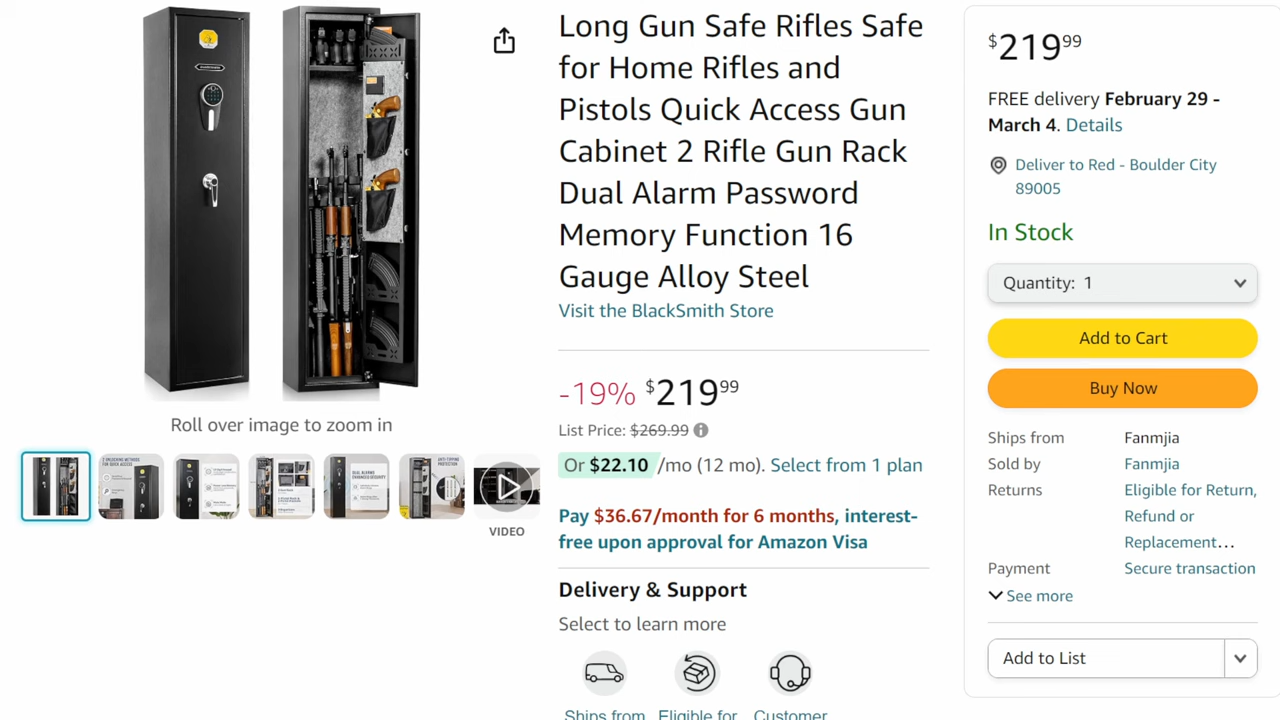 Long Gun Safe Rifles Safe
for Home Rifles and
Pistols Quick Access Gun
Cabinet 2 Rifle Gun Rack
Dual Alarm Password
Memory Function 16
Gauge Alloy Steel
Visit the BlackSmith Store
-19% $219.99
List Price: $269.99
Or $22.10 /mo (12 mo). Select from 1 plan
Pay $36.67/month for 6 months, interest-
free upon approval for Amazon Visa
Delivery & Support
Select to learn more
Ships from
Eligible for
Customer
Roll over image to zoom in
VIDEO
$219.99
FREE delivery February 29 -
March 4. Details
Deliver to Red - Boulder City
89005
In Stock
Quantity: 1
Add to Cart
Buy Now
Ships from Fanmjia
Sold by Fanmjia
Returns Eligible for Return,
Refund or
Replacement…
Payment Secure transaction
See more
Add to List